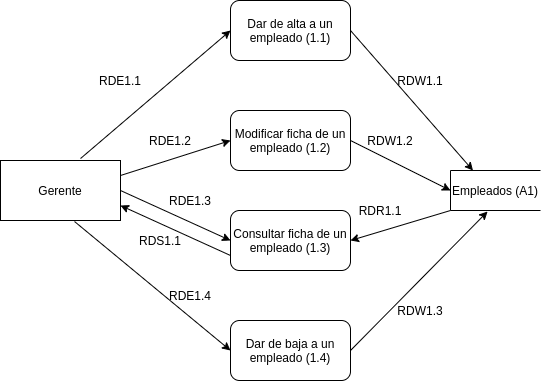 Dar de alta a un
empleado (1.1)
RDE1.1
RDW1.1
Modificar ficha de un
empleado (1.2)
RDE1.2
RDW1.2
Gerente
Empleados (A1)
RDE1.3
RDR1.1
Consultar ficha de un
empleado (1.3)
RDS1.1
RDE1.4
RDW1.3
Dar de baja a un
empleado (1.4)